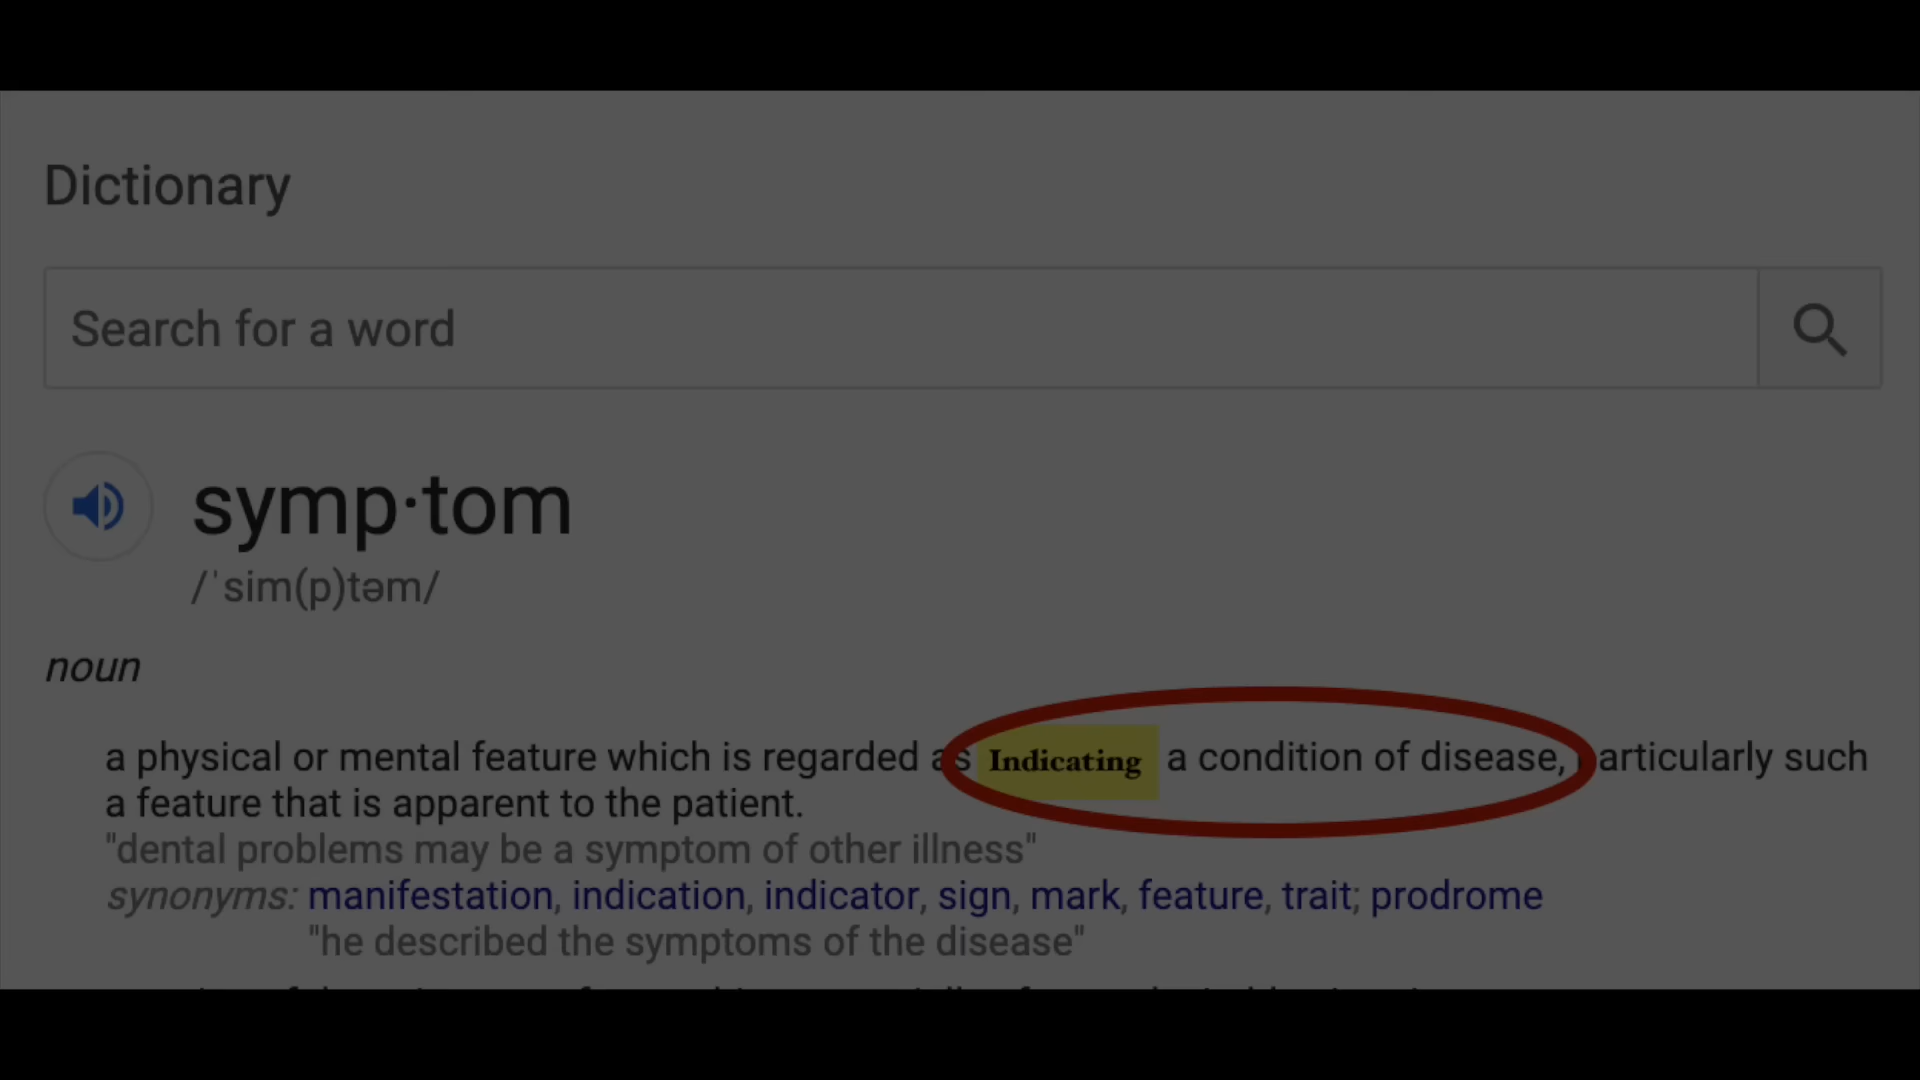 Dictionary
Search for a word
symp·tom
/ˈsim(p)təm/
noun
a physical or mental feature which is regarded as Indicating a condition of disease, articularly such
a feature that is apparent to the patient.
"dental problems may be a symptom of other illness"
synonyms: manifestation, indication, indicator, sign, mark, feature, trait; prodrome
"he described the symptoms of the disease"